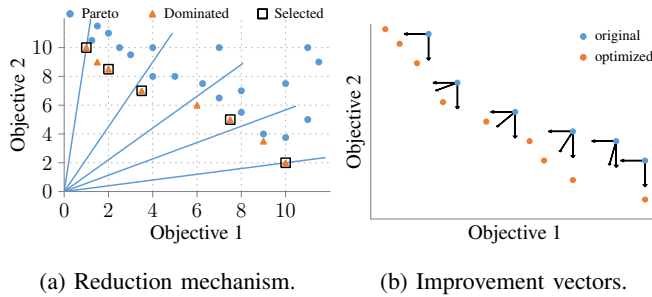 Pareto Dominated Selected
10
8
6
4
2
0
0 2 4 6 8 10
Objective 2
Objective 1
(a) Reduction mechanism.
original
optimized
Objective 2
Objective 1
(b) Improvement vectors.